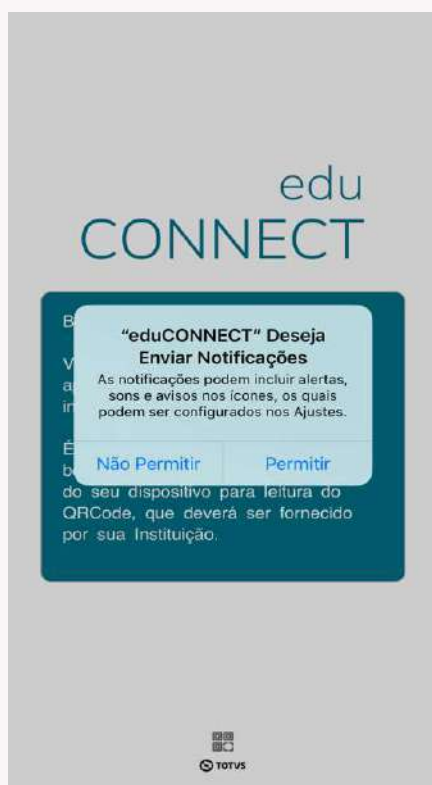 edu
CONNECT
“eduCONNECT” Deseja
Enviar Notificações
As notificações podem incluir alertas,
sons e avisos nos ícones, os quais
podem ser configurados nos Ajustes.
Não Permitir
Permitir
do seu dispositivo para leitura do
QRCode, que deverá ser fornecido
por sua Instituição.
TOTVS